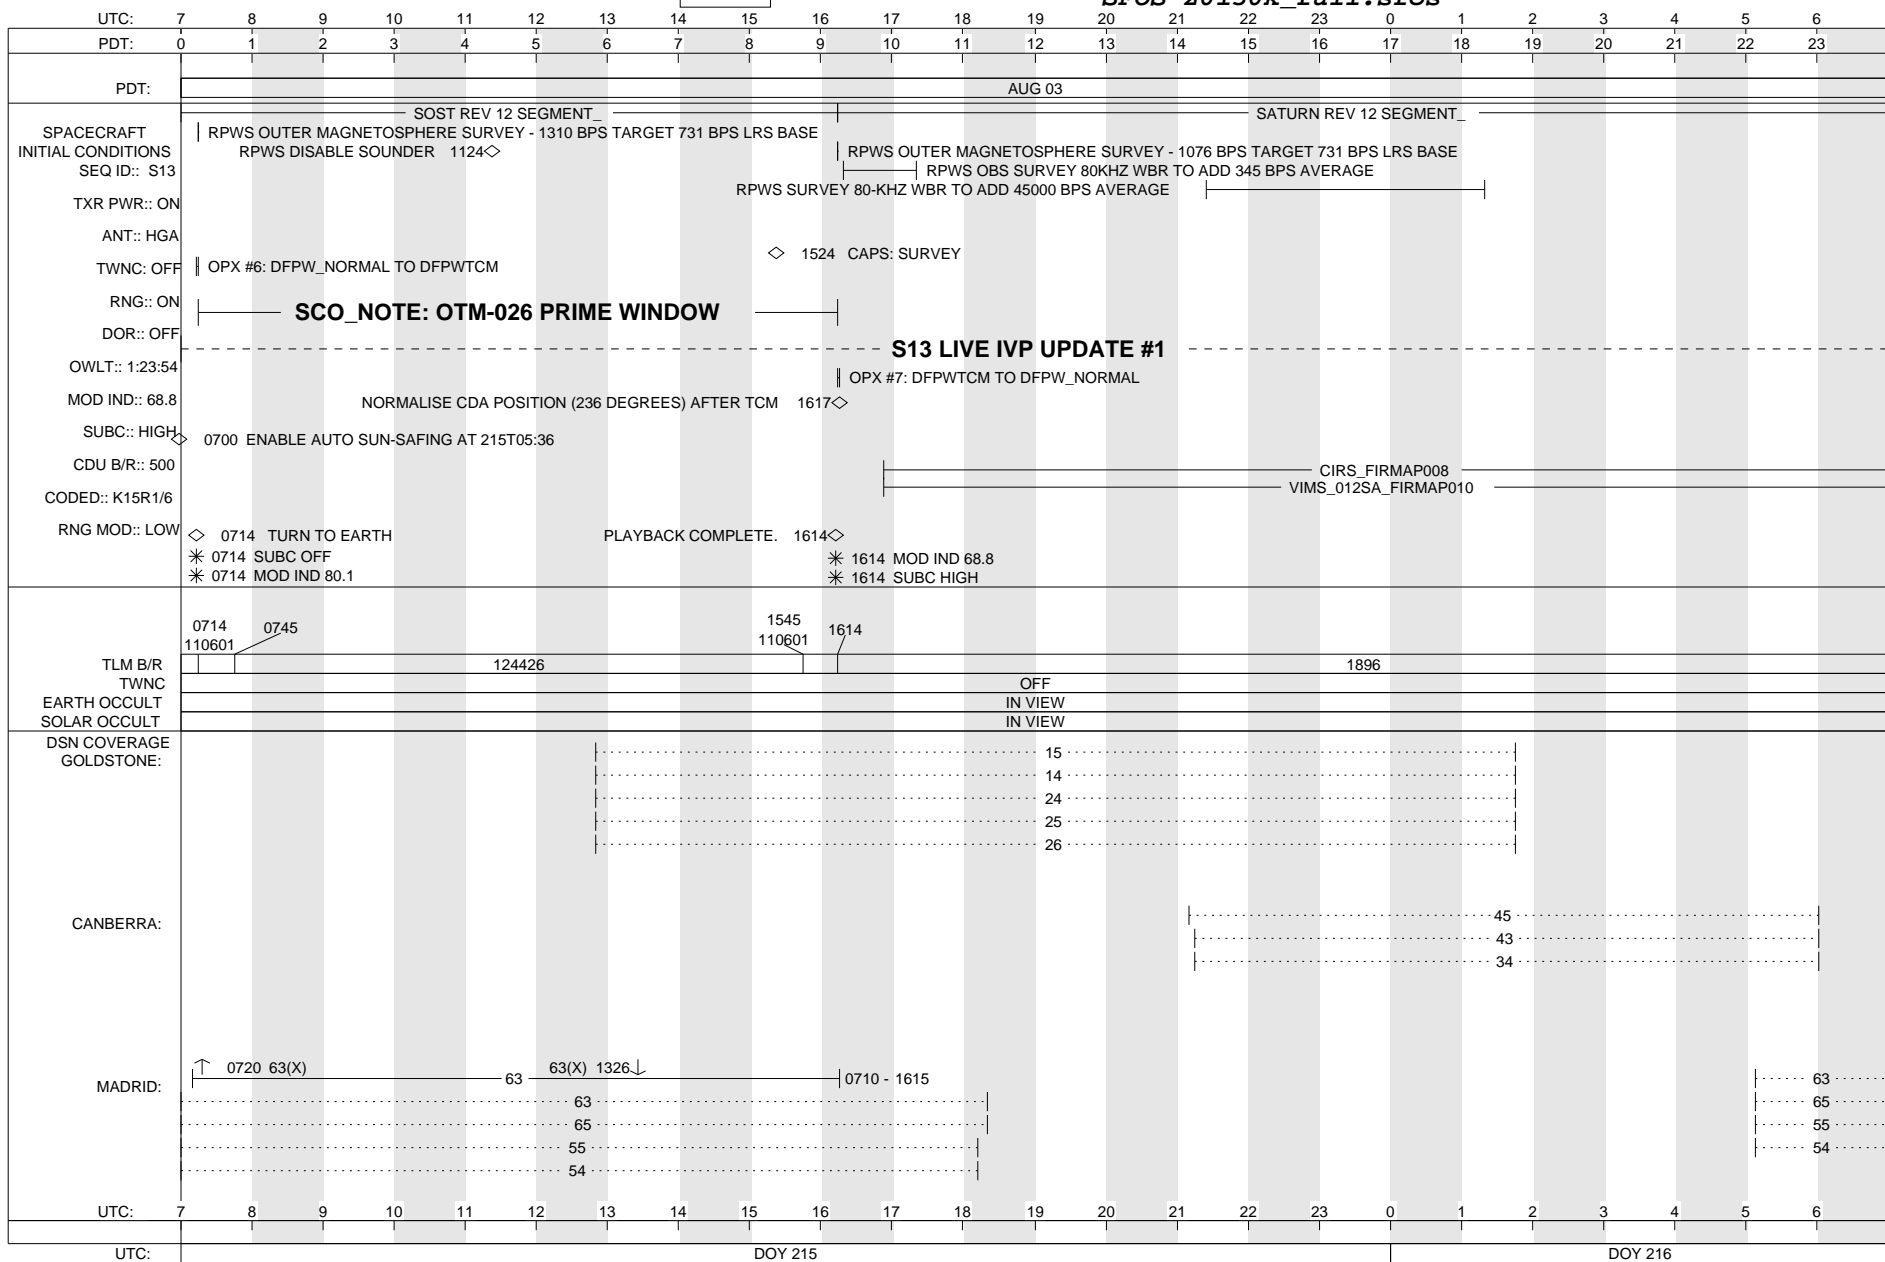 UTC: 7 8 9 10 11 12 13 14 15 16 17 18 19 20 21 22 23 0 1 2 3 4 5 6
PDT: 0 1 2 3 4 5 6 7 8 9 10 11 12 13 14 15 16 17 18 19 20 21 22 23
PDT: AUG 03
SOST REV 12 SEGMENT_ SATURN REV 12 SEGMENT_
SPACECRAFT RPWS OUTER MAGNETOSPHERE SURVEY - 1310 BPS TARGET 731 BPS LRS BASE
INITIAL CONDITIONS RPWS DISABLE SOUNDER 1124 RPWS OUTER MAGNETOSPHERE SURVEY - 1076 BPS TARGET 731 BPS LRS BASE
SEQ ID:: S13 RPWS OBS SURVEY 80KHZ WBR TO ADD 345 BPS AVERAGE
RPWS SURVEY 80-KHZ WBR TO ADD 45000 BPS AVERAGE
TXR PWR:: ON
ANT:: HGA
1524 CAPS: SURVEY
TWNC: OFF OPX #6: DFPW_NORMAL TO DFPWTCM
RNG:: ON
SCO_NOTE: OTM-026 PRIME WINDOW
DOR:: OFF
S13 LIVE IVP UPDATE #1
OWLT:: 1:23:54
OPX #7: DFPWTCM TO DFPW_NORMAL
MOD IND:: 68.8 NORMALISE CDA POSITION (236 DEGREES) AFTER TCM 1617
SUBC:: HIGH
0700 ENABLE AUTO SUN-SAFING AT 215T05:36
CDU B/R:: 500
CIRS_FIRMAP008
VIMS_012SA_FIRMAP010
CODED:: K15R1/6
RNG MOD:: LOW
0714 TURN TO EARTH PLAYBACK COMPLETE. 1614
0714 SUBC OFF 1614 MOD IND 68.8
0714 MOD IND 80.1 1614 SUBC HIGH
0714 0745 1545 1614
110601 110601
TLM B/R 124426 1896
TWNC OFF
EARTH OCCULT IN VIEW
SOLAR OCCULT IN VIEW
DSN COVERAGE
GOLDSTONE: 15
14
24
25
26
CANBERRA: 45
43
34
0720 63(X) 63(X) 1326
MADRID: 63 0710 - 1615 63
63 65
65 55
55 54
54
UTC: 7 8 9 10 11 12 13 14 15 16 17 18 19 20 21 22 23 0 1 2 3 4 5 6
UTC: DOY 215 DOY 216